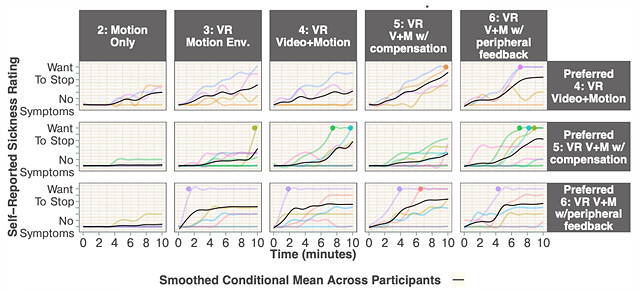 2: Motion
Only
3: VR
Motion Env.
4: VR
Video+Motion
5: VR
V+M w/
compensation
6: VR
V+M w/
peripheral
feedback
Self-Reported Sickness Rating
Want
To Stop
No
Symptoms
Preferred
4: VR
Video+Motion
Want
To Stop
No
Symptoms
Preferred
5: VR V+M w/
compensation
Want
To Stop
No
Symptoms
Preferred
6: VR V+M
w/peripheral
feedback
0 2 4 6 8 10 0 2 4 6 8 10 0 2 4 6 8 10 0 2 4 6 8 10 0 2 4 6 8 10
Time (minutes)
Smoothed Conditional Mean Across Participants